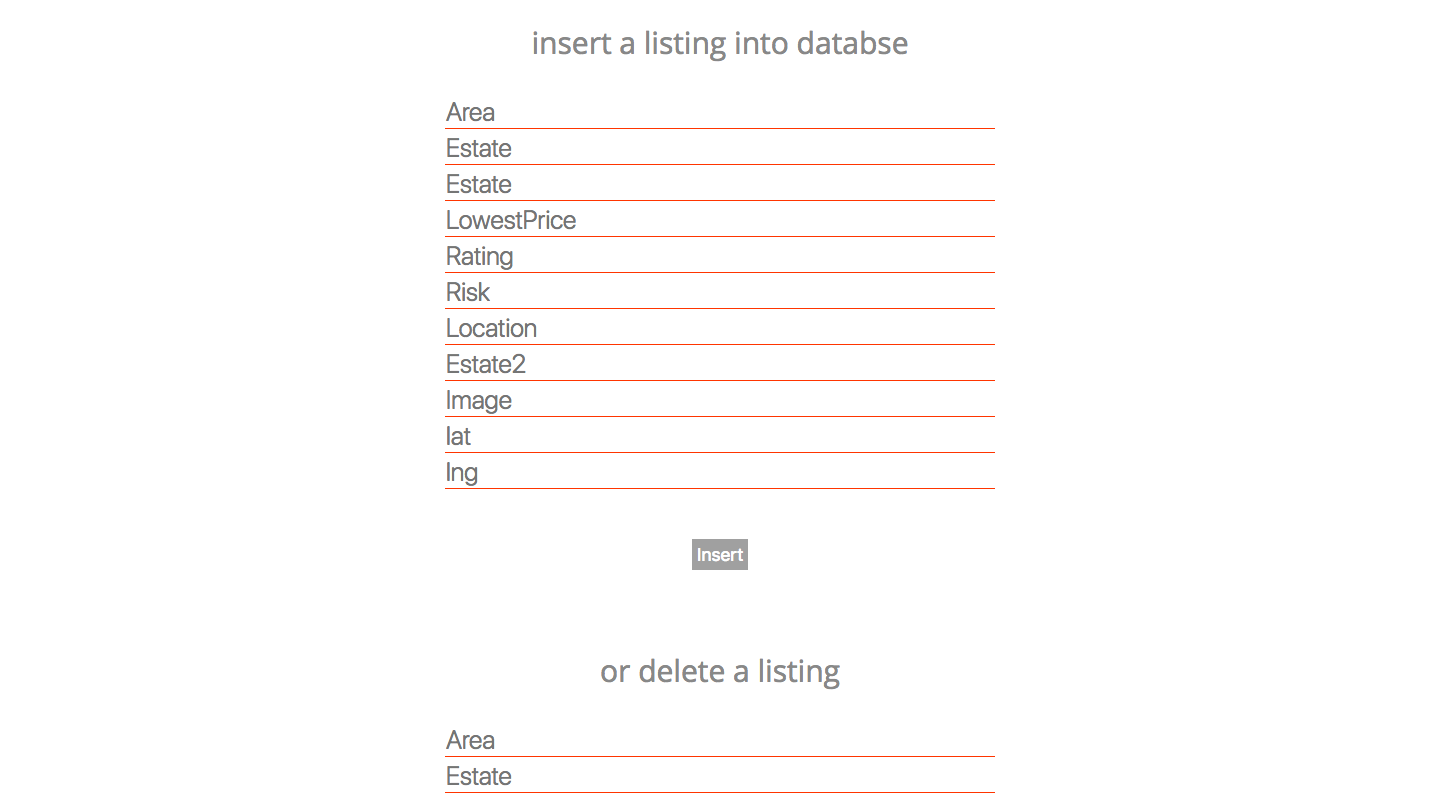 insert a listing into databse
Area
Estate
Estate
LowestPrice
Rating
Risk
Location
Estate2
Image
lat
lng
Insert
or delete a listing
Area
Estate